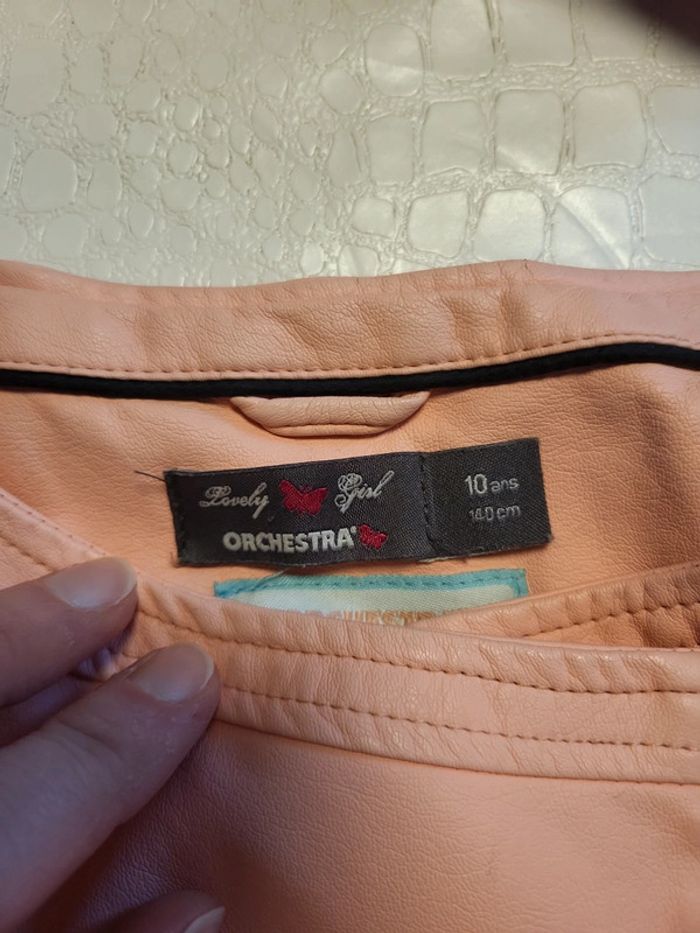 Lovely Girl
ORCHESTRA®
10 ans
140 cm